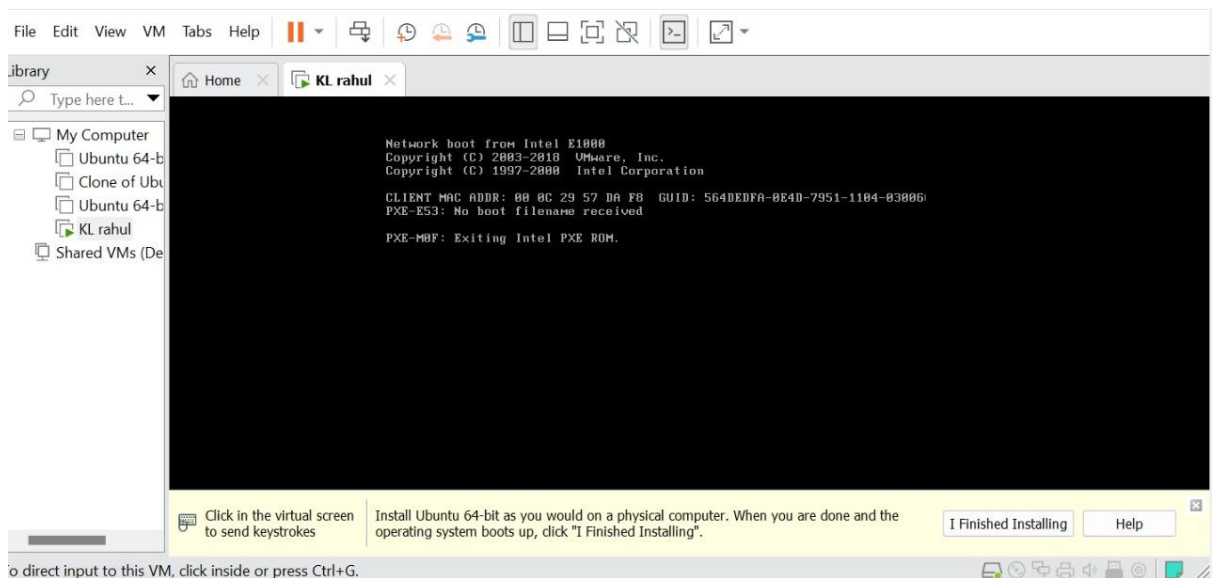 File Edit View VM Tabs Help
Library
Home
KL rahul
Type here t...
My Computer
Ubuntu 64-b
Clone of Ubu
Ubuntu 64-b
KL rahul
Shared VMs (De
Network boot from Intel E1000
Copyright (C) 2003-2018 VMware, Inc.
Copyright (C) 1997-2000 Intel Corporation
CLIENT MAC ADDR: 00 0C 29 57 DA F8 GUID: 564DEDFA-0E4D-7951-1104-03006
PXE-E53: No boot filename received
PXE-M0F: Exiting Intel PXE ROM.
Click in the virtual screen
to send keystrokes
Install Ubuntu 64-bit as you would on a physical computer. When you are done and the
operating system boots up, click "I Finished Installing".
I Finished Installing
Help
To direct input to this VM, click inside or press Ctrl+G.